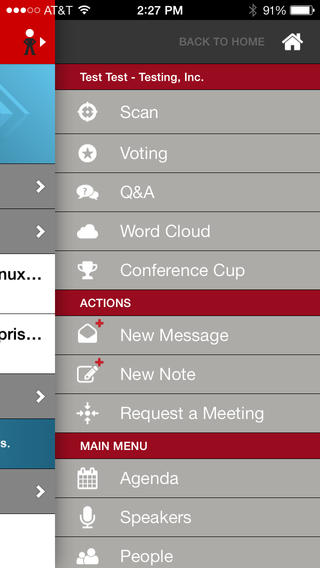 AT&T 2:27 PM 91%
BACK TO HOME
Test Test - Testing, Inc.
Scan
Voting
?
Q&A
Word Cloud
nux...
Conference Cup
ACTIONS
pris...
New Message
New Note
Request a Meeting
s.
MAIN MENU
Agenda
Speakers
People